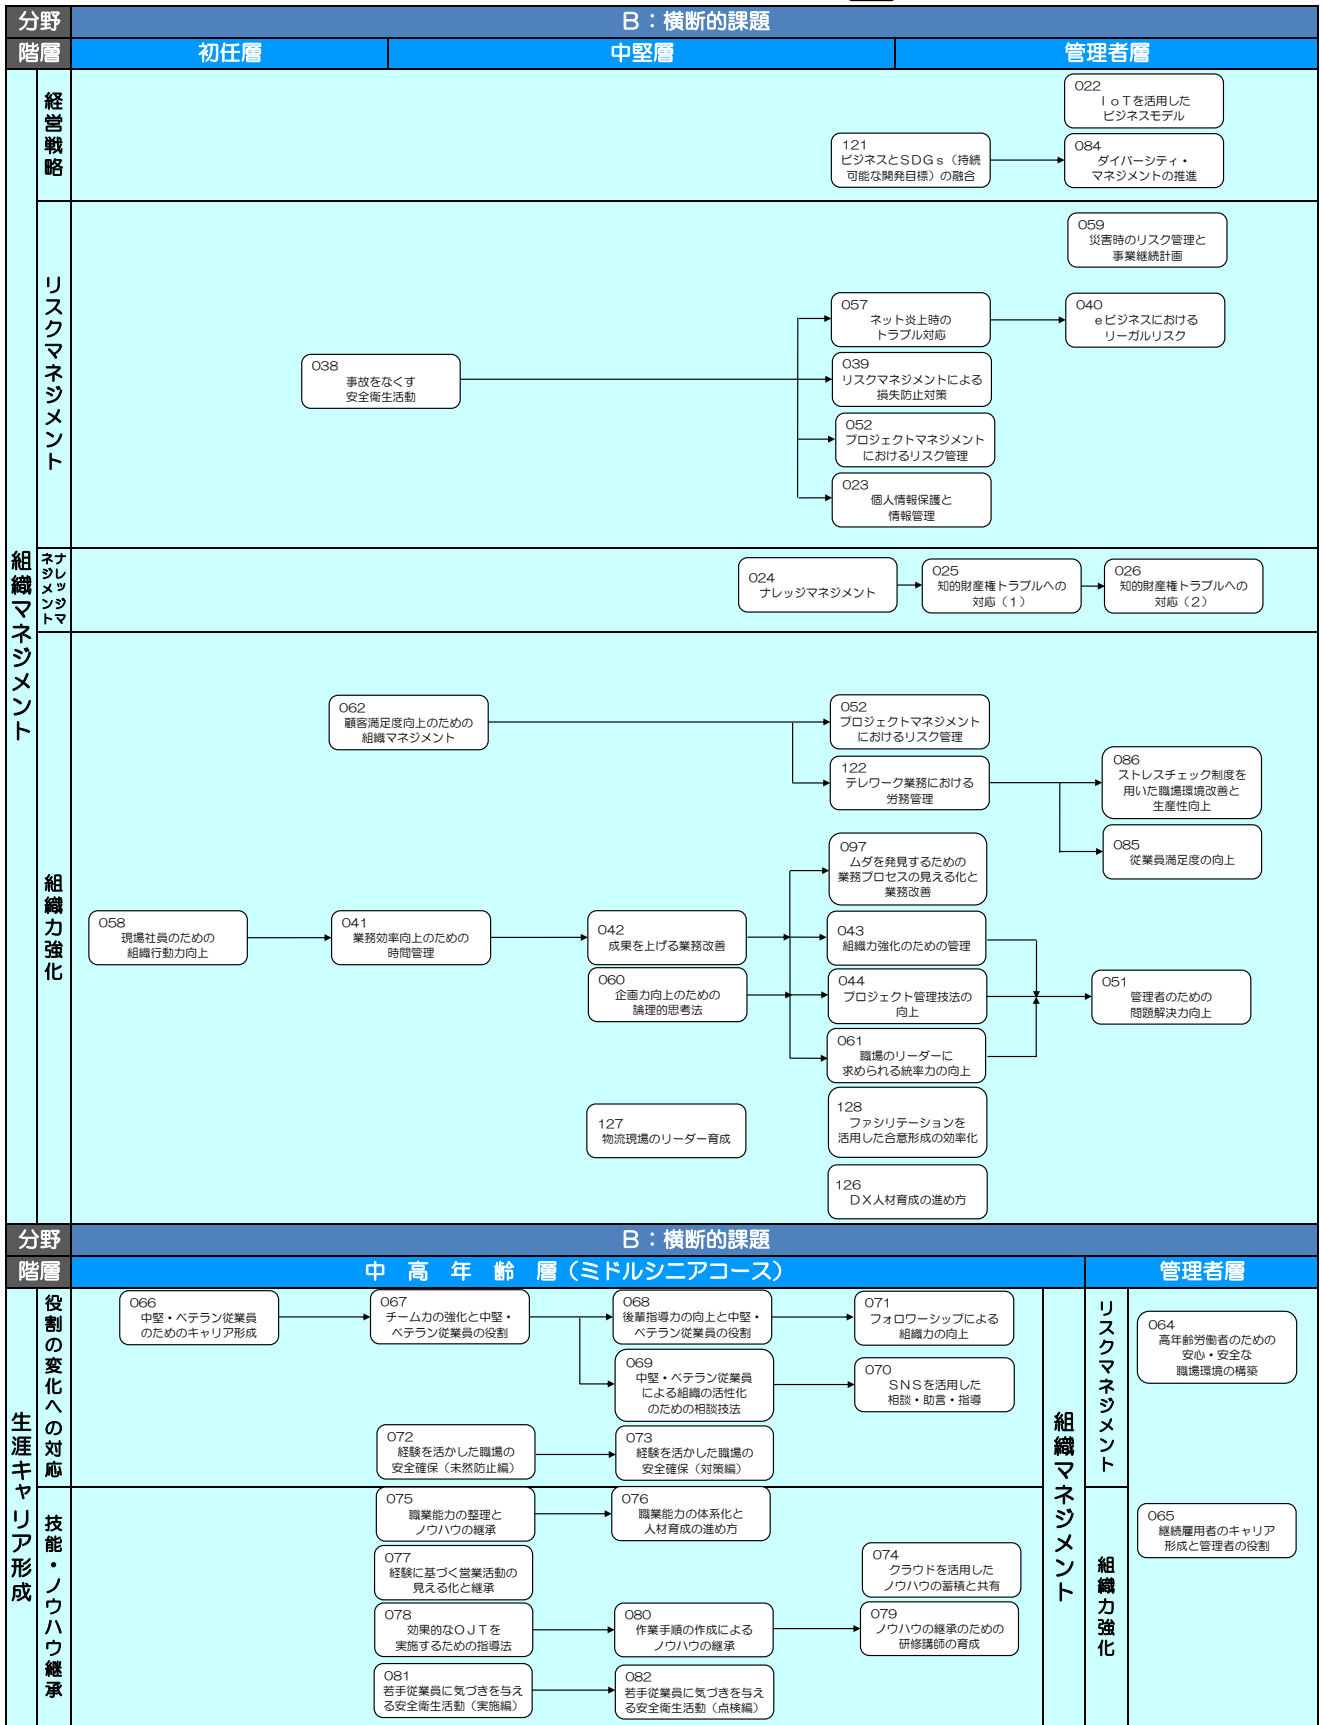 分野
B：横断的課題
階層
初任層
中堅層
管理者層
組織マネジメント
経営戦略
022
ＩｏＴを活用した
ビジネスモデル
121
ビジネスとＳＤＧｓ（持続
可能な開発目標）の融合
084
ダイバーシティ・
マネジメントの推進
リスクマネジメント
059
災害時のリスク管理と
事業継続計画
057
ネット炎上時の
トラブル対応
040
ｅビジネスにおける
リーガルリスク
038
事故をなくす
安全衛生活動
039
リスクマネジメントによる
損失防止対策
052
プロジェクトマネジメント
におけるリスク管理
023
個人情報保護と
情報管理
ナレッジマ
ネジメント
024
ナレッジマネジメント
025
知的財産権トラブルへの
対応（１）
026
知的財産権トラブルへの
対応（２）
組織力強化
062
顧客満足度向上のための
組織マネジメント
052
プロジェクトマネジメント
におけるリスク管理
122
テレワーク業務における
労務管理
086
ストレスチェック制度を
用いた職場環境改善と
生産性向上
085
従業員満足度の向上
097
ムダを発見するための
業務プロセスの見える化と
業務改善
058
現場社員のための
組織行動力向上
041
業務効率向上のための
時間管理
042
成果を上げる業務改善
043
組織力強化のための管理
060
企画力向上のための
論理的思考法
044
プロジェクト管理技法の
向上
051
管理者のための
問題解決力向上
061
職場のリーダーに
求められる統率力の向上
127
物流現場のリーダー育成
128
ファシリテーションを
活用した合意形成の効率化
126
ＤＸ人材育成の進め方
分野
B：横断的課題
階層
中高年齢層（ミドルシニアコース）
管理者層
生涯キャリア形成
役割の変化への対応
066
中堅・ベテラン従業員
のためのキャリア形成
067
チーム力の強化と中堅・
ベテラン従業員の役割
068
後輩指導力の向上と中堅・
ベテラン従業員の役割
071
フォロワーシップによる
組織力の向上
069
中堅・ベテラン従業員
による組織の活性化
のための相談技法
070
ＳＮＳを活用した
相談・助言・指導
072
経験を活かした職場の
安全確保（未然防止編）
073
経験を活かした職場の
安全確保（対策編）
技能・ノウハウ継承
075
職業能力の整理と
ノウハウの継承
076
職業能力の体系化と
人材育成の進め方
077
経験に基づく営業活動の
見える化と継承
074
クラウドを活用した
ノウハウの蓄積と共有
078
効果的なＯＪＴを
実施するための指導法
080
作業手順の作成による
ノウハウの継承
079
ノウハウの継承のための
研修講師の育成
081
若手従業員に気づきを与え
る安全衛生活動（実施編）
082
若手従業員に気づきを与え
る安全衛生活動（点検編）
組織マネジメント
リスクマネジメント
064
高年齢労働者のための
安心・安全な
職場環境の構築
組織力強化
065
継続雇用者のキャリア
形成と管理者の役割